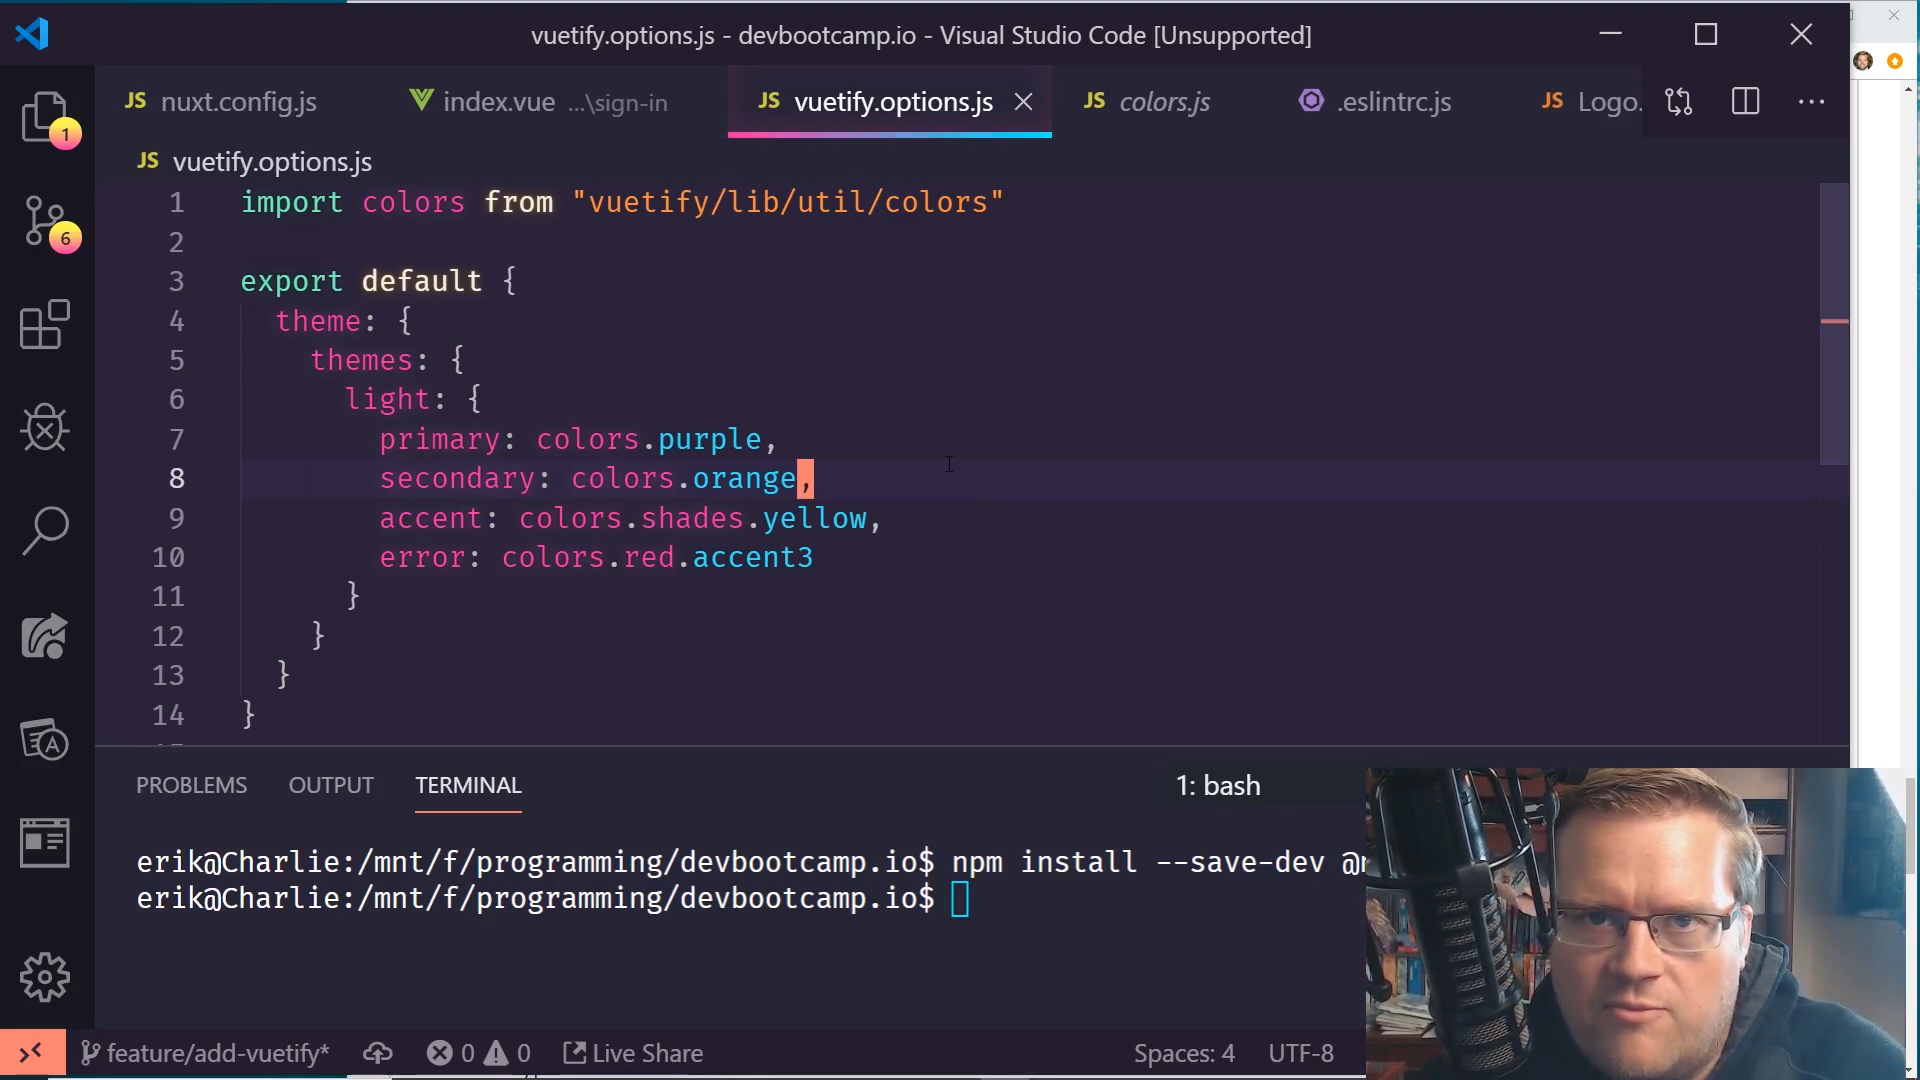 vuetify.options.js - devbootcamp.io - Visual Studio Code [Unsupported]
JS nuxt.config.js
index.vue ...\sign-in
JS vuetify.options.js
JS colors.js
.eslintrc.js
JS Logo.
JS vuetify.options.js
1 import colors from "vuetify/lib/util/colors"
2
3 export default {
4 theme: {
5 themes: {
6 light: {
7 primary: colors.purple,
8 secondary: colors.orange,
9 accent: colors.shades.yellow,
10 error: colors.red.accent3
11 }
12 }
13 }
14 }
1
6
PROBLEMS OUTPUT TERMINAL 1: bash
erik@Charlie:/mnt/f/programming/devbootcamp.io$ npm install --save-dev
erik@Charlie:/mnt/f/programming/devbootcamp.io$
feature/add-vuetify* 0 0 Live Share Spaces: 4 UTF-8